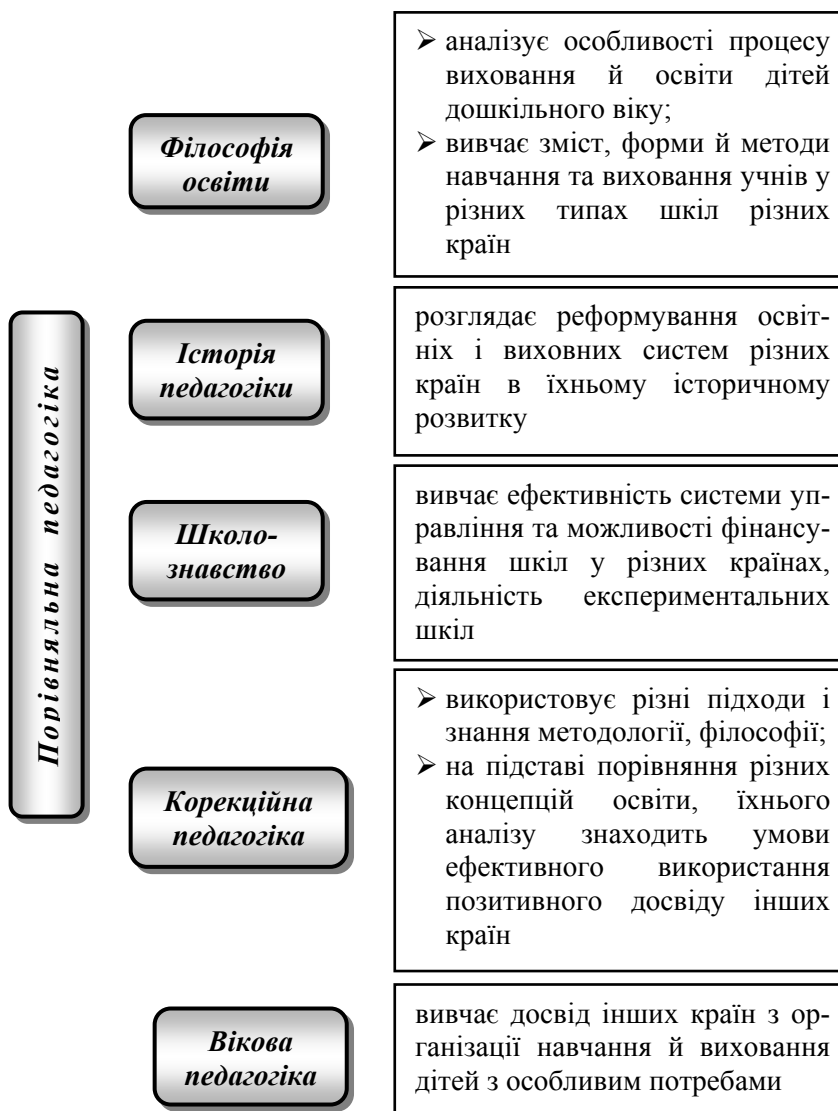 Порівняльна педагогіка
Філософія
освіти
➢ аналізує особливості процесу
виховання й освіти дітей
дошкільного віку;
➢ вивчає зміст, форми й методи
навчання та виховання учнів у
різних типах шкіл різних
країн
Історія
педагогіки
розглядає реформування освіт-
ніх і виховних систем різних
країн в їхньому історичному
розвитку
Школо-
знавство
вивчає ефективність системи уп-
равління та можливості фінансу-
вання шкіл у різних країнах,
діяльність експериментальних
шкіл
Корекційна
педагогіка
➢ використовує різні підходи і
знання методології, філософії;
➢ на підставі порівняння різних
концепцій освіти, їхнього
аналізу знаходить умови
ефективного використання
позитивного досвіду інших
країн
Вікова
педагогіка
вивчає досвід інших країн з ор-
ганізації навчання й виховання
дітей з особливим потребами